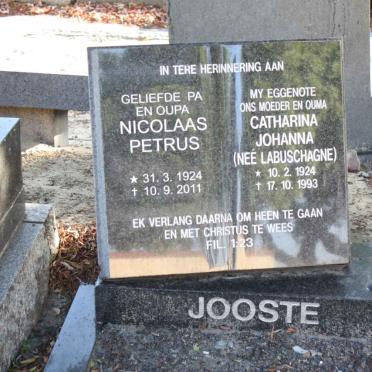 IN TEHE HERINNERING AAN
GELIEFDE PA
EN OUPA
NICOLAAS
PETRUS
★ 31. 3. 1924
✝ 10. 9. 2011
MY EGGENOTE
ONS MOEDER EN OUMA
CATHARINA
JOHANNA
(NEÉ LABUSCHAGNE)
★ 10. 2. 1924
✝ 17. 10. 1993
EK VERLANG DAARNA OM HEEN TE GAAN
EN MET CHRISTUS TE WEES
FIL. 1:23
JOOSTE